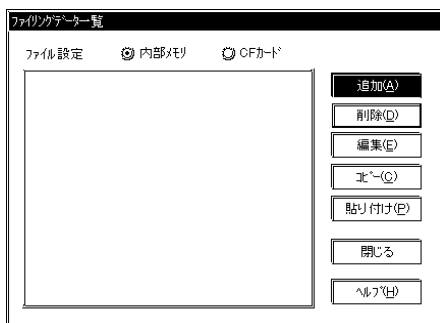 ﾌｧｲﾘﾝｸﾞﾃﾞｰﾀ一覧
ﾌｧｲﾙ設定 内部ﾒﾓﾘ CFｶｰﾄﾞ
追加(A)
削除(D)
編集(E)
ｺﾋﾟｰ(C)
貼り付け(P)
閉じる
ﾍﾙﾌﾟ(H)